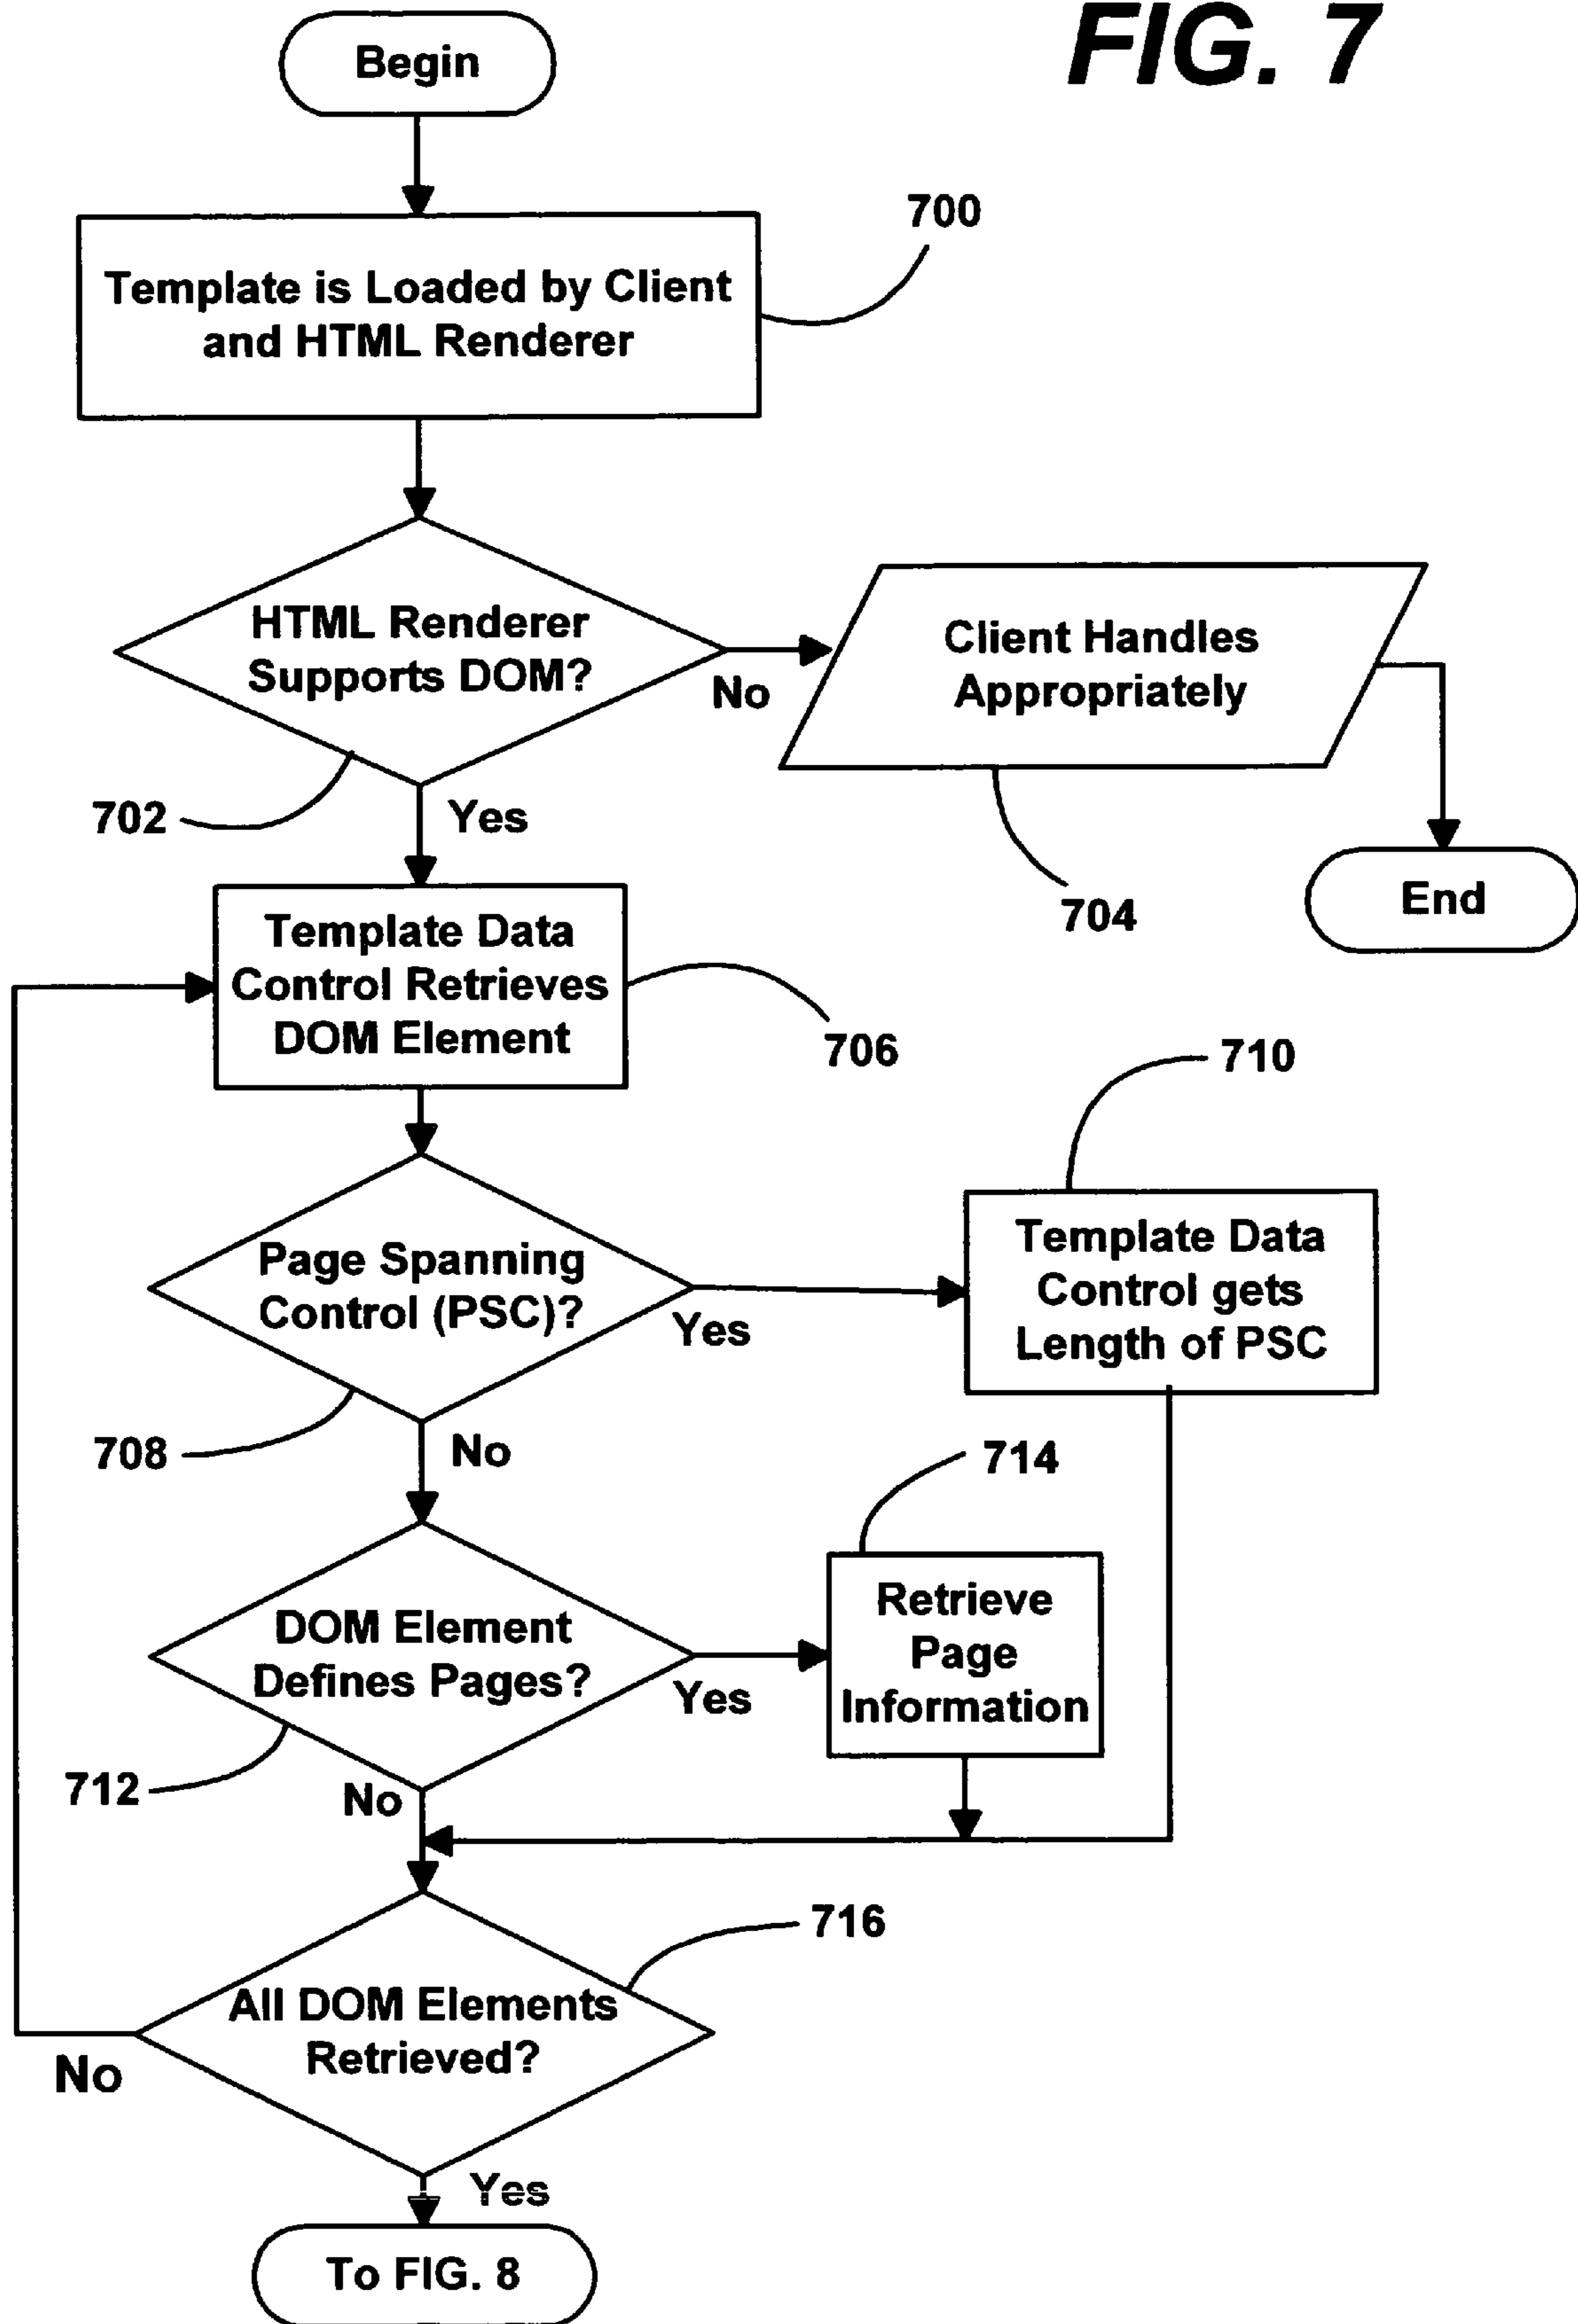 FIG. 7
Begin
700
Template is Loaded by Client
and HTML Renderer
HTML Renderer
Supports DOM?
No
Client Handles
Appropriately
702
Yes
704
End
Template Data
Control Retrieves
DOM Element
706
710
Page Spanning
Control (PSC)?
Yes
Template Data
Control gets
Length of PSC
708
No
714
DOM Element
Defines Pages?
Yes
Retrieve
Page
Information
712
No
716
All DOM Elements
Retrieved?
No
Yes
To FIG. 8